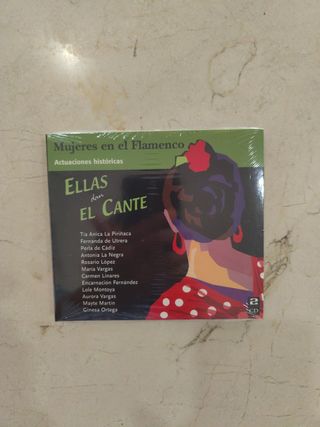 Mujeres en el Flamenco
Actuaciones históricas
ELLAS
dan
EL CANTE
Tía Anica La Piriñaca
Fernanda de Utrera
Perla de Cádiz
Antonia La Negra
Rosario López
María Vargas
Carmen Linares
Encarnación Fernández
Lole Montoya
Aurora Vargas
Mayte Martín
Ginesa Ortega
2
CD